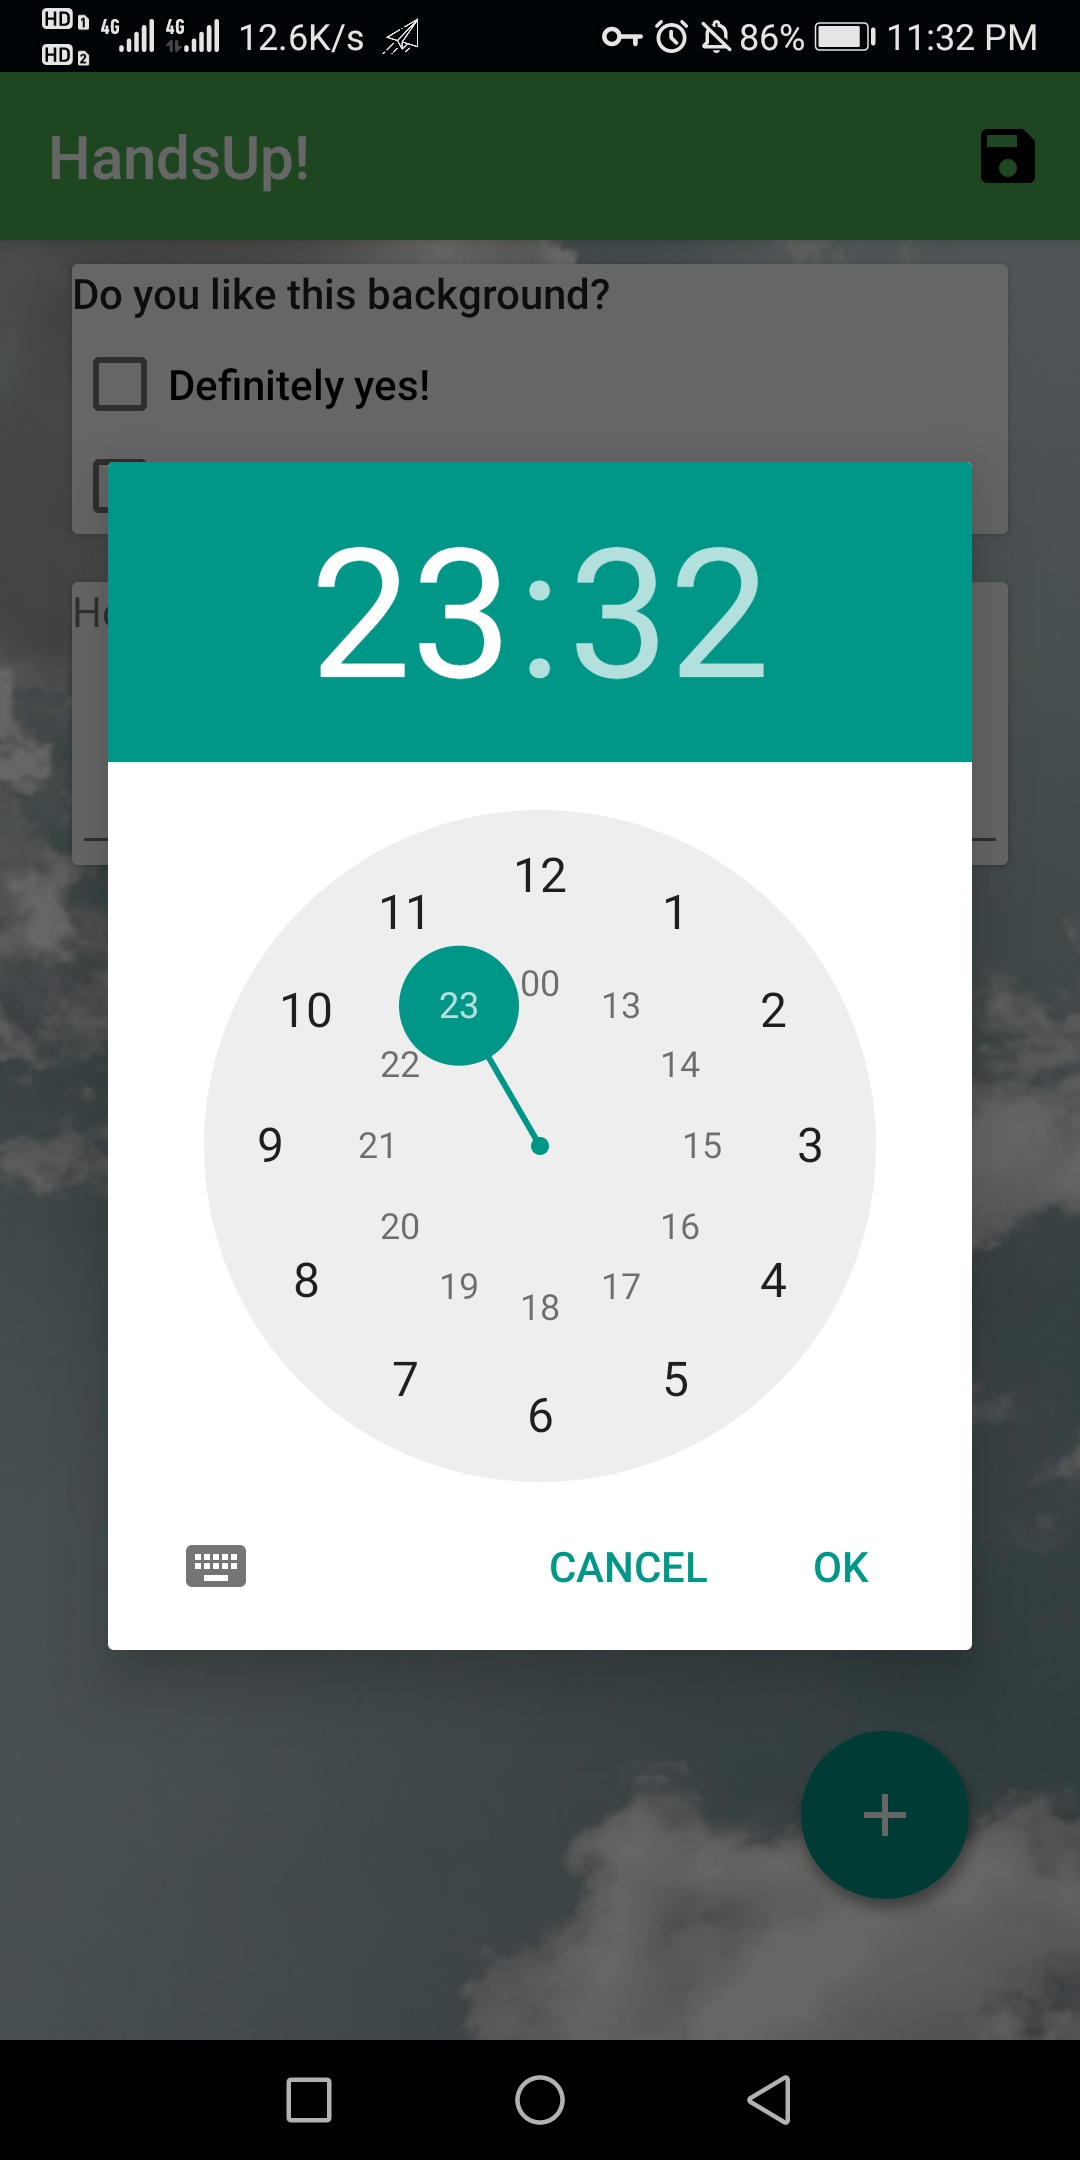 HD 1 4G 4G 12.6K/s 86% 11:32 PM
HD 2
HandsUp!
Do you like this background?
Definitely yes!
23:32
12
11 1
00
10 23 13 2
22 14
9 21 15 3
20 16
8 19 17 4
18
7 5
6
CANCEL OK